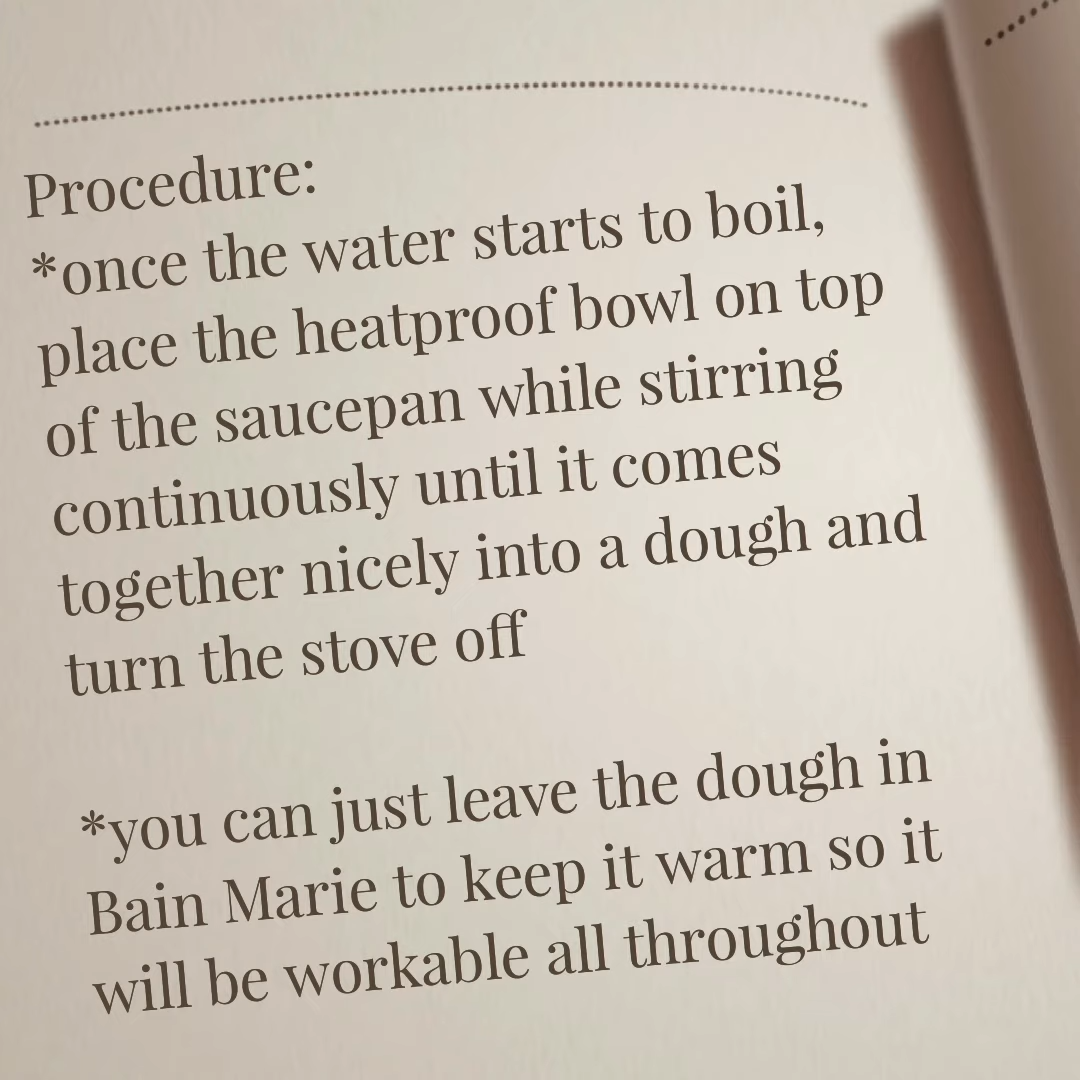 Procedure:
*once the water starts to boil,
place the heatproof bowl on top
of the saucepan while stirring
continuously until it comes
together nicely into a dough and
turn the stove off
*you can just leave the dough in
Bain Marie to keep it warm so it
will be workable all throughout